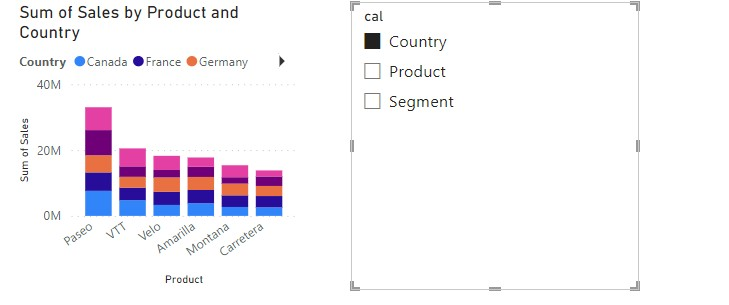 Sum of Sales by Product and
Country
Country Canada France Germany
40M
20M
0M
Sum of Sales
Paseo
VTT
Velo
Amarilla
Montana
Carretera
Product
cal
Country
Product
Segment